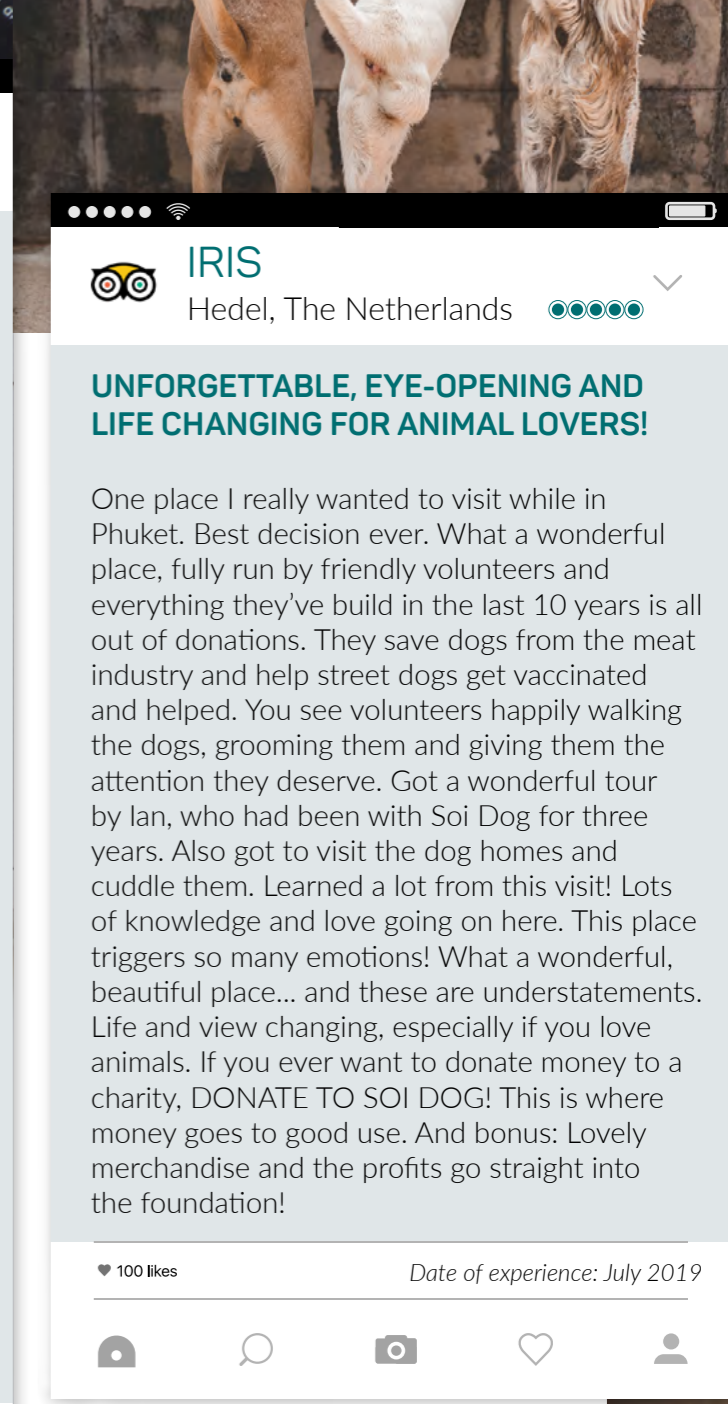 IRIS
Hedel, The Netherlands
UNFORGETTABLE, EYE-OPENING AND
LIFE CHANGING FOR ANIMAL LOVERS!
One place I really wanted to visit while in
Phuket. Best decision ever. What a wonderful
place, fully run by friendly volunteers and
everything they’ve build in the last 10 years is all
out of donations. They save dogs from the meat
industry and help street dogs get vaccinated
and helped. You see volunteers happily walking
the dogs, grooming them and giving them the
attention they deserve. Got a wonderful tour
by Ian, who had been with Soi Dog for three
years. Also got to visit the dog homes and
cuddle them. Learned a lot from this visit! Lots
of knowledge and love going on here. This place
triggers so many emotions! What a wonderful,
beautiful place... and these are understatements.
Life and view changing, especially if you love
animals. If you ever want to donate money to a
charity, DONATE TO SOI DOG! This is where
money goes to good use. And bonus: Lovely
merchandise and the profits go straight into
the foundation!
100 likes
Date of experience: July 2019